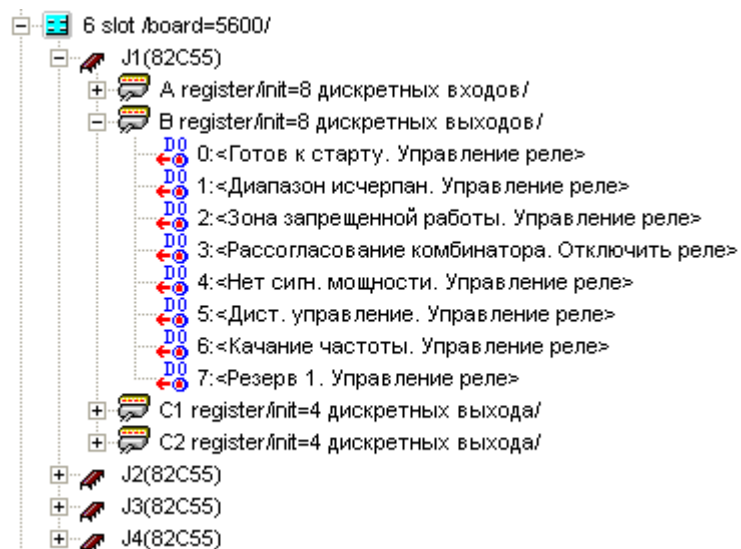 6 slot /board=5600/
J1(82C55)
A register/init=8 дискретных входов/
B register/init=8 дискретных выходов/
DO 0:<Готов к старту. Управление реле>
DO 1:<Диапазон исчерпан. Управление реле>
DO 2:<Зона запрещенной работы. Управление реле>
DO 3:<Рассогласование комбинатора. Отключить реле>
DO 4:<Нет сигн. мощности. Управление реле>
DO 5:<Дист. управление. Управление реле>
DO 6:<Качание частоты. Управление реле>
DO 7:<Резерв 1. Управление реле>
C1 register/init=4 дискретных выхода/
C2 register/init=4 дискретных выхода/
J2(82C55)
J3(82C55)
J4(82C55)